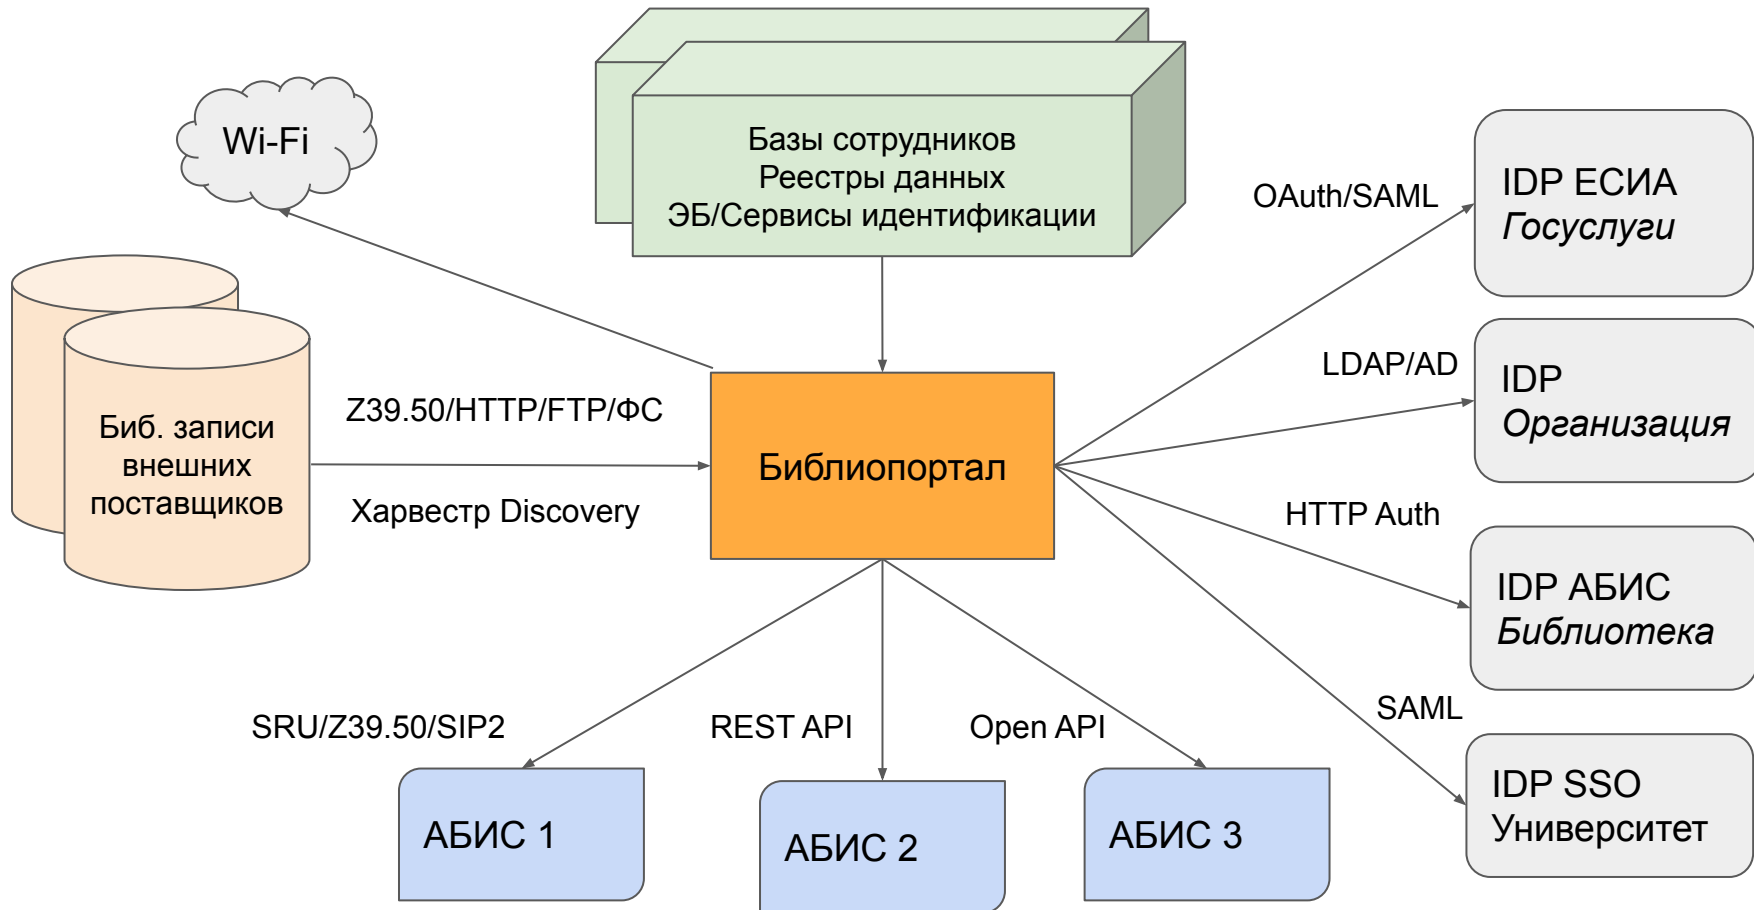 Wi-Fi
Базы сотрудников
Реестры данных
ЭБ/Сервисы идентификации
OAuth/SAML
IDP ЕСИА
Госуслуги
Биб. записи
внешних
поставщиков
Z39.50/HTTP/FTP/ФС
Харвестр Discovery
Библиопортал
LDAP/AD
IDP
Организация
HTTP Auth
IDP АБИС
Библиотека
SAML
IDP SSO
Университет
SRU/Z39.50/SIP2
REST API
Open API
АБИС 1
АБИС 2
АБИС 3